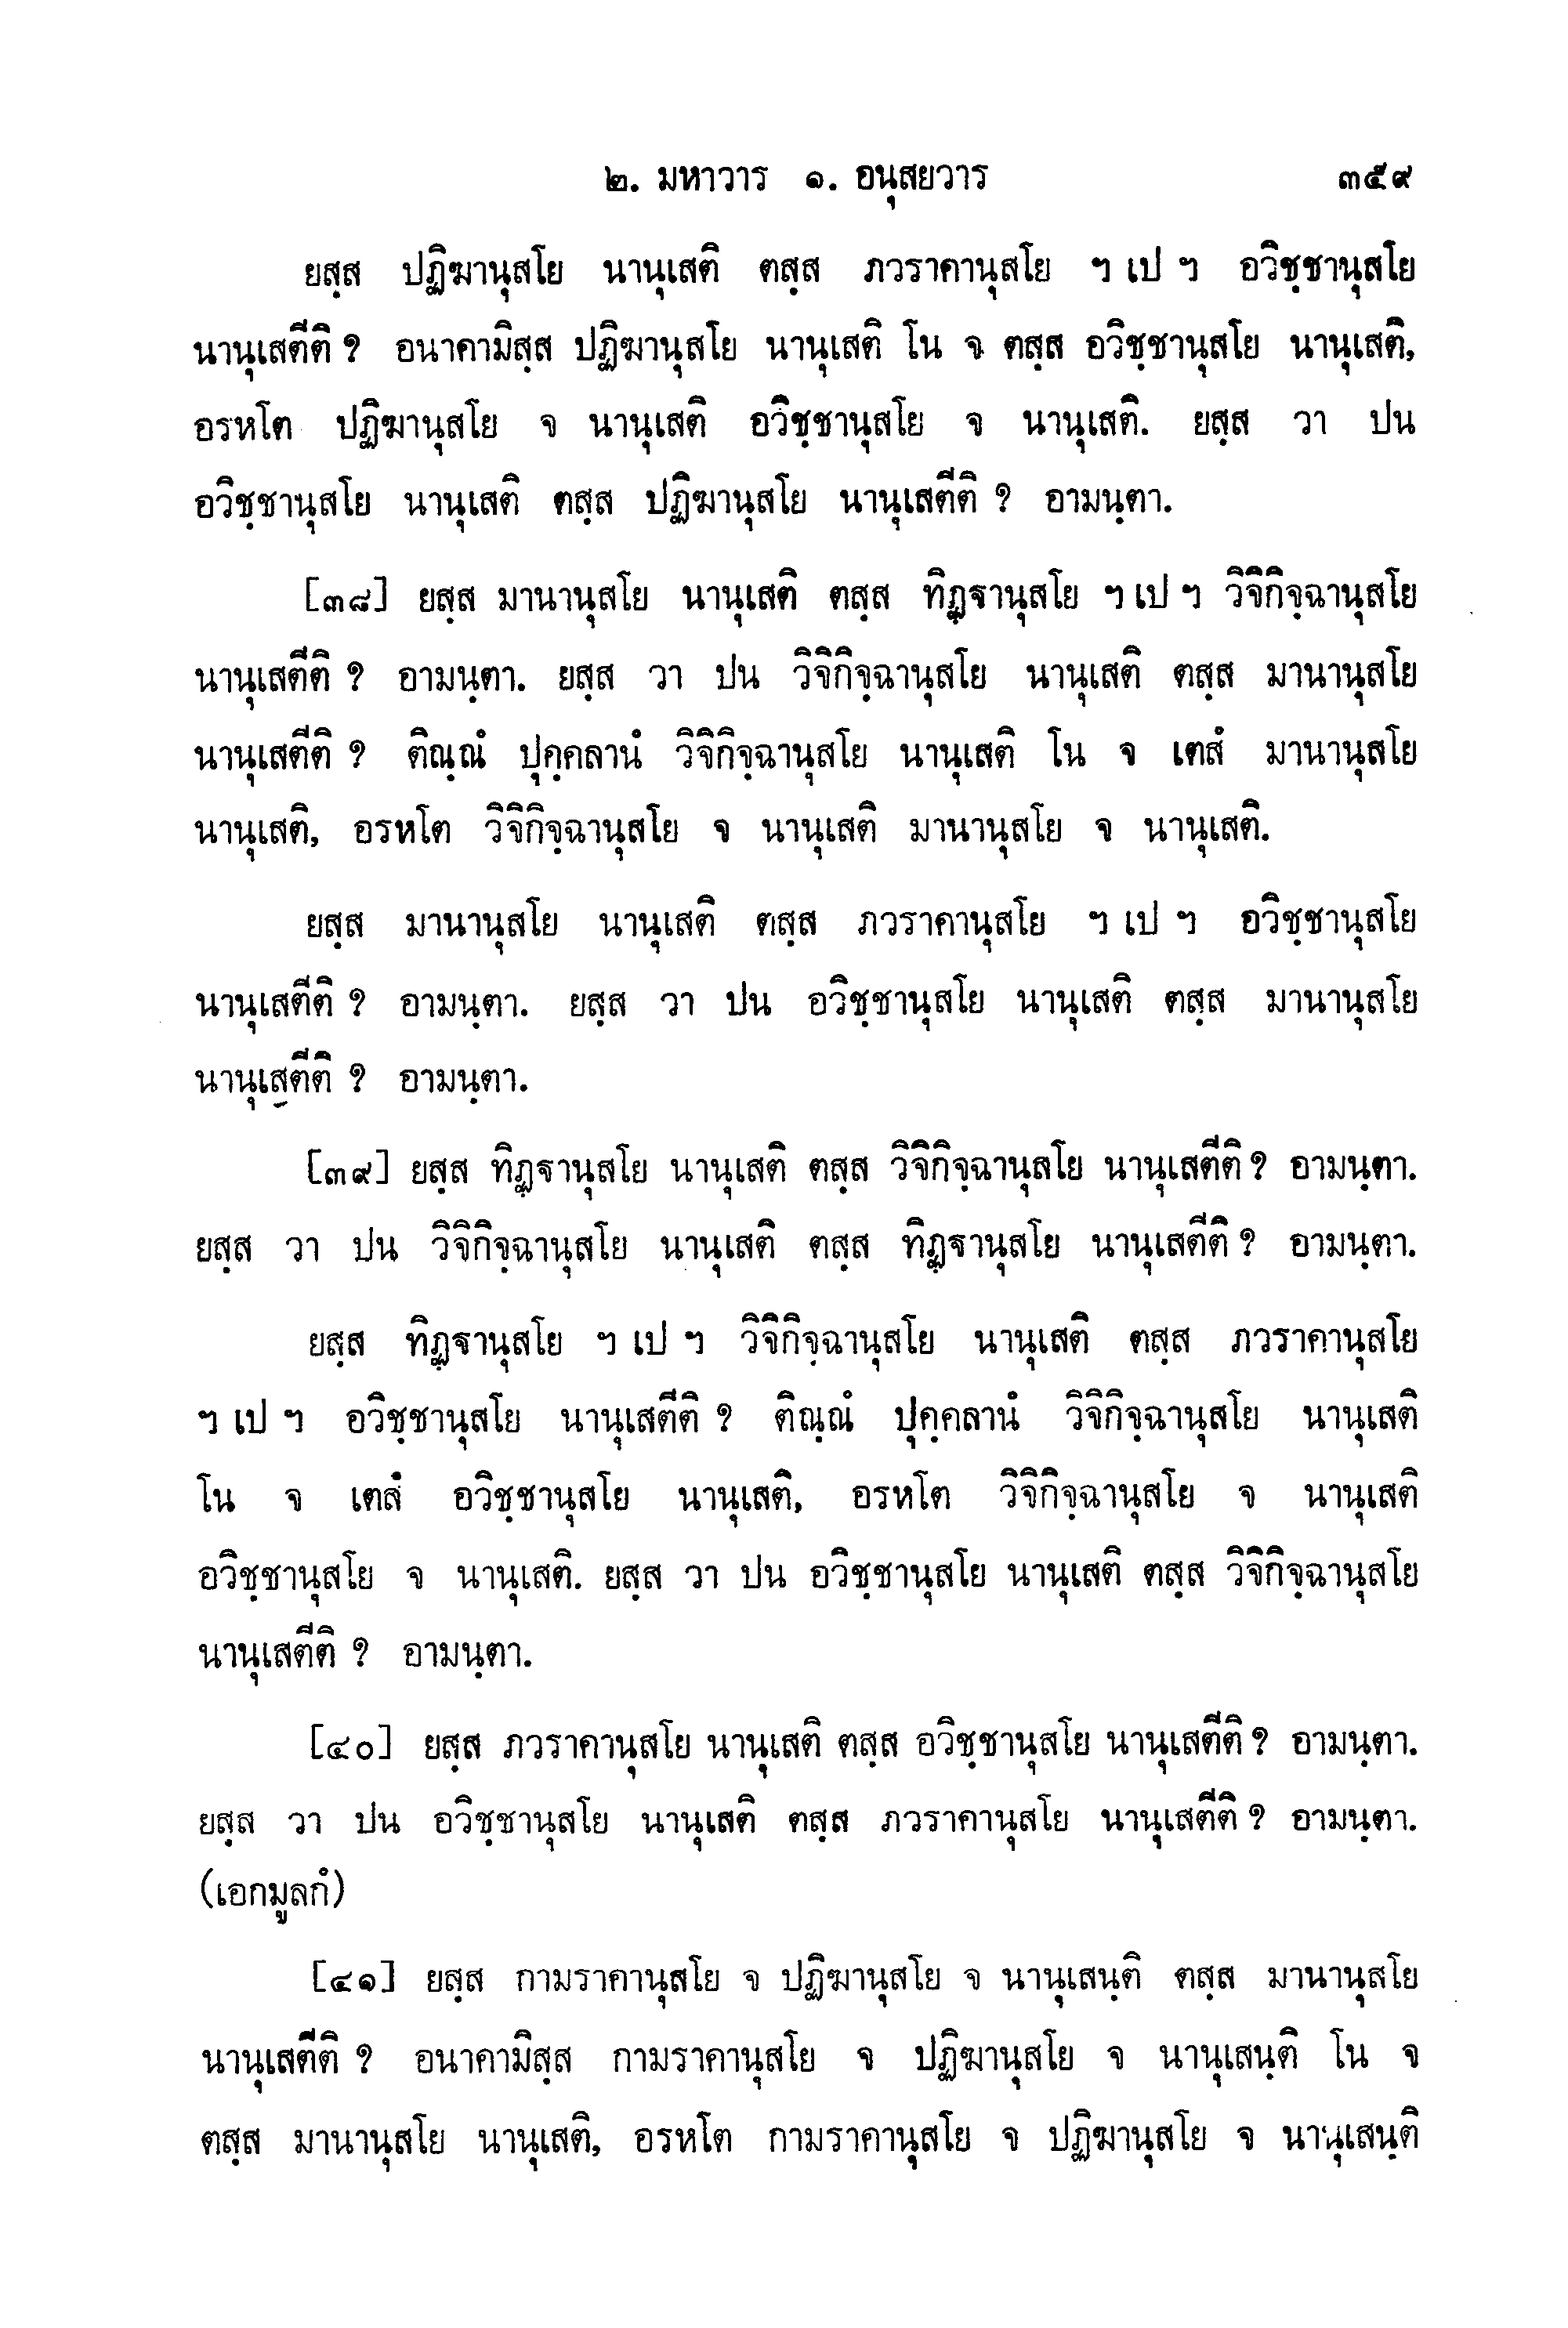 ๒. มหาวาร ๑. อนุสยวาร ๓๕๙
ยสฺส ปฏิฆานุสโย นานุเสติ ตสฺส ภวราคานุสโย ฯ เป ฯ อวิชฺชานุสโย
นานุเสตีติ ? อนาคามิสฺส ปฏิฆานุสโย นานุเสติ โน จ ตสฺส อวิชฺชานุสโย นานุเสติ,
อรหโต ปฏิฆานุสโย จ นานุเสติ อวิชฺชานุสโย จ นานุเสติ. ยสฺส วา ปน
อวิชฺชานุสโย นานุเสติ ตสฺส ปฏิฆานุสโย นานุเสตีติ ? อามนฺตา.
[๓๘] ยสฺส มานานุสโย นานุเสติ ตสฺส ทิฏฺฐานุสโย ฯ เป ฯ วิจิกิจฺฉานุสโย
นานุเสตีติ ? อามนฺตา. ยสฺส วา ปน วิจิกิจฺฉานุสโย นานุเสติ ตสฺส มานานุสโย
นานุเสตีติ ? ติณฺณํ ปุคฺคลานํ วิจิกิจฺฉานุสโย นานุเสติ โน จ เตสํ มานานุสโย
นานุเสติ, อรหโต วิจิกิจฺฉานุสโย จ นานุเสติ มานานุสโย จ นานุเสติ.
ยสฺส มานานุสโย นานุเสติ ตสฺส ภวราคานุสโย ฯ เป ฯ อวิชฺชานุสโย
นานุเสตีติ ? อามนฺตา. ยสฺส วา ปน อวิชฺชานุสโย นานุเสติ ตสฺส มานานุสโย
นานุเสตีติ ? อามนฺตา.
[๓๙] ยสฺส ทิฏฺฐานุสโย นานุเสติ ตสฺส วิจิกิจฺฉานุสโย นานุเสตีติ ? อามนฺตา.
ยสฺส วา ปน วิจิกิจฺฉานุสโย นานุเสติ ตสฺส ทิฏฺฐานุสโย นานุเสตีติ ? อามนฺตา.
ยสฺส ทิฏฺฐานุสโย ฯ เป ฯ วิจิกิจฺฉานุสโย นานุเสติ ตสฺส ภวราคานุสโย
ฯ เป ฯ อวิชฺชานุสโย นานุเสตีติ ? ติณฺณํ ปุคฺคลานํ วิจิกิจฺฉานุสโย นานุเสติ
โน จ เตสํ อวิชฺชานุสโย นานุเสติ, อรหโต วิจิกิจฺฉานุสโย จ นานุเสติ
อวิชฺชานุสโย จ นานุเสติ. ยสฺส วา ปน อวิชฺชานุสโย นานุเสติ ตสฺส วิจิกิจฺฉานุสโย
นานุเสตีติ ? อามนฺตา.
[๔๐] ยสฺส ภวราคานุสโย นานุเสติ ตสฺส อวิชฺชานุสโย นานุเสตีติ ? อามนฺตา.
ยสฺส วา ปน อวิชฺชานุสโย นานุเสติ ตสฺส ภวราคานุสโย นานุเสตีติ ? อามนฺตา.
(เอกมูลกํ)
[๔๑] ยสฺส กามราคานุสโย จ ปฏิฆานุสโย จ นานุเสนฺติ ตสฺส มานานุสโย
นานุเสตีติ ? อนาคามิสฺส กามราคานุสโย จ ปฏิฆานุสโย จ นานุเสนฺติ โน จ
ตสฺส มานานุสโย นานุเสติ, อรหโต กามราคานุสโย จ ปฏิฆานุสโย จ นานุเสนฺติ